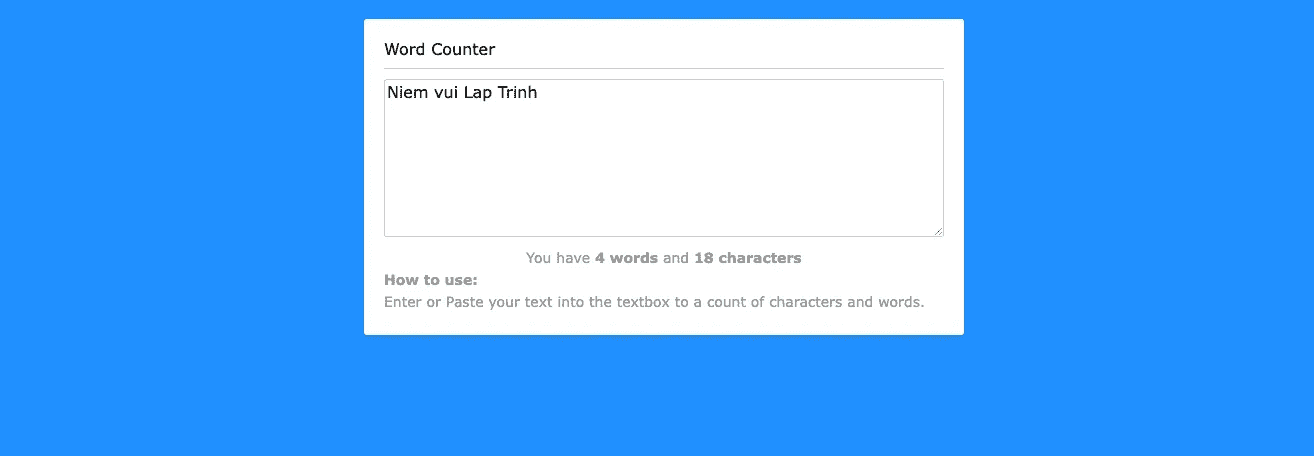 Word Counter
Niem vui Lap Trinh
You have 4 words and 18 characters
How to use:
Enter or Paste your text into the textbox to a count of characters and words.